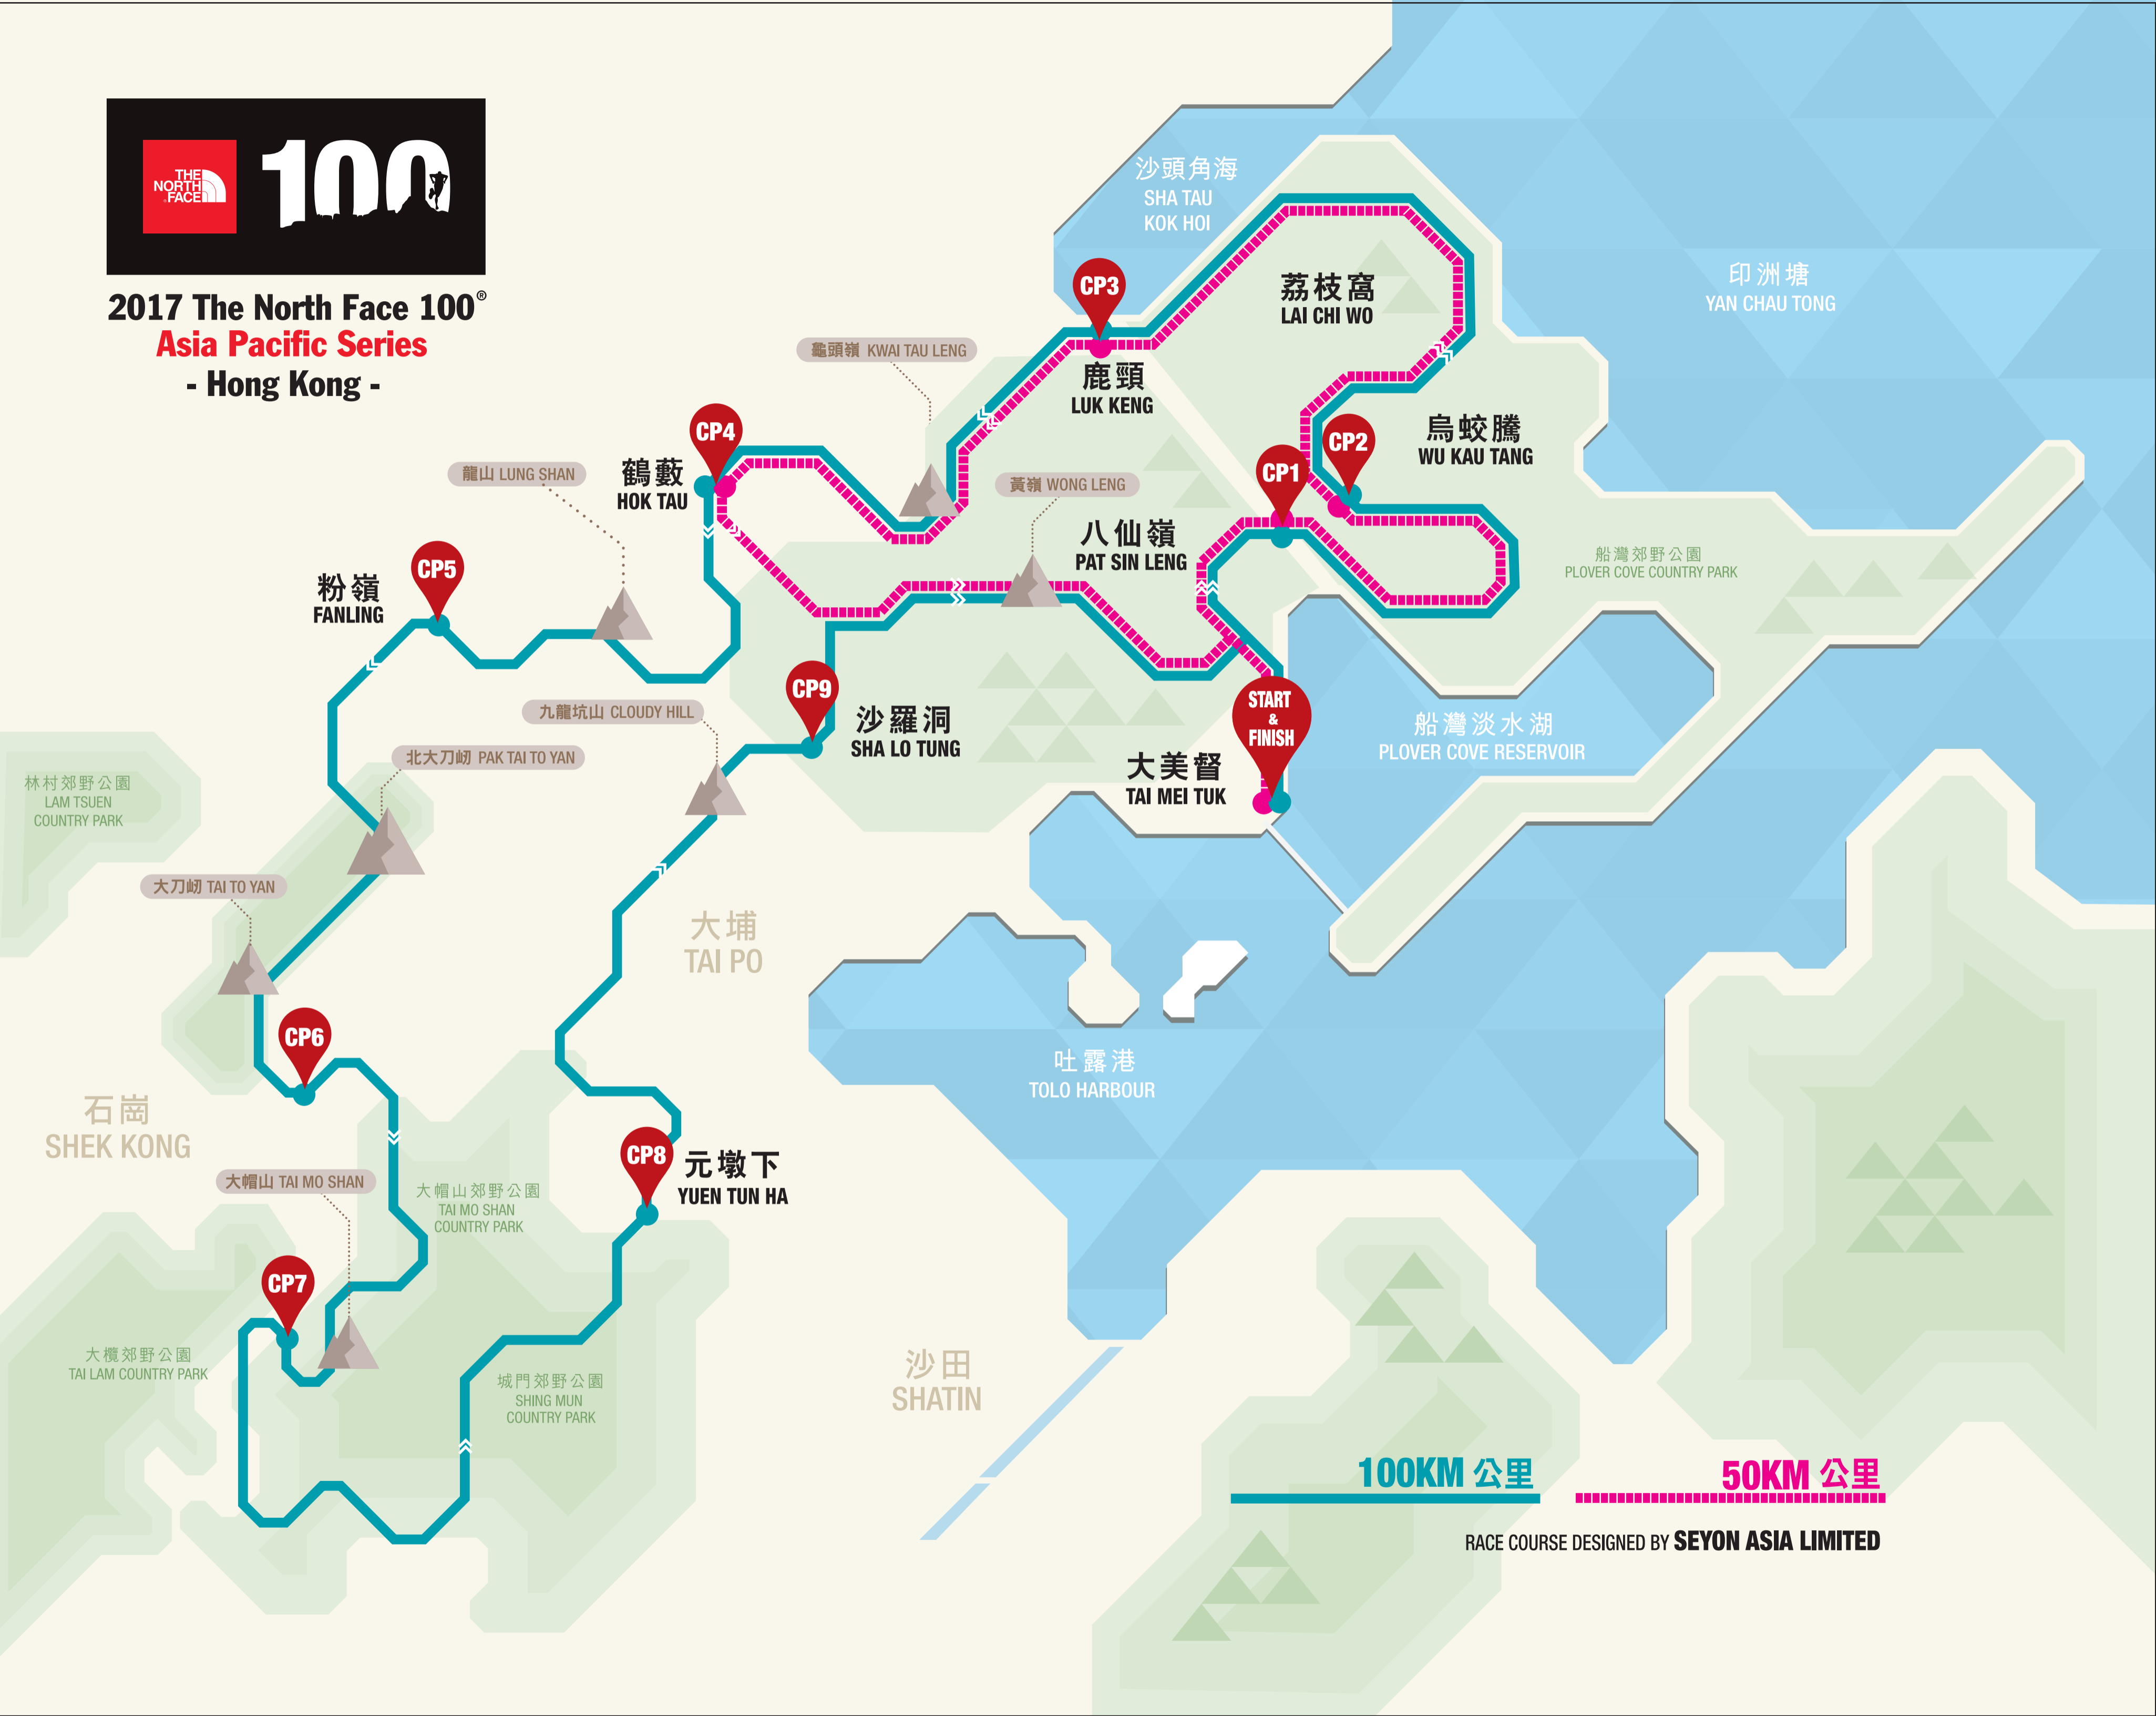 THE
NORTH
FACE
100
2017 The North Face 100®
Asia Pacific Series
- Hong Kong -
沙頭角海
SHA TAU
KOK HOI
印洲塘
YAN CHAU TONG
CP3
荔枝窩
LAI CHI WO
龜頭嶺 KWAI TAU LENG
鹿頸
LUK KENG
CP4
CP2
烏蛟騰
WU KAU TANG
鶴藪
HOK TAU
龍山 LUNG SHAN
CP1
黃嶺 WONG LENG
八仙嶺
PAT SIN LENG
船灣郊野公園
PLOVER COVE COUNTRY PARK
CP5
粉嶺
FANLING
CP9
沙羅洞
SHA LO TUNG
九龍坑山 CLOUDY HILL
START
&
FINISH
船灣淡水湖
PLOVER COVE RESERVOIR
大美督
TAI MEI TUK
北大刀屻 PAK TAI TO YAN
林村郊野公園
LAM TSUEN
COUNTRY PARK
大刀屻 TAI TO YAN
大埔
TAI PO
CP6
吐露港
TOLO HARBOUR
石崗
SHEK KONG
CP8
元墩下
YUEN TUN HA
大帽山 TAI MO SHAN
大帽山郊野公園
TAI MO SHAN
COUNTRY PARK
CP7
大欖郊野公園
TAI LAM COUNTRY PARK
城門郊野公園
SHING MUN
COUNTRY PARK
沙田
SHATIN
100KM 公里
50KM 公里
RACE COURSE DESIGNED BY SEYON ASIA LIMITED